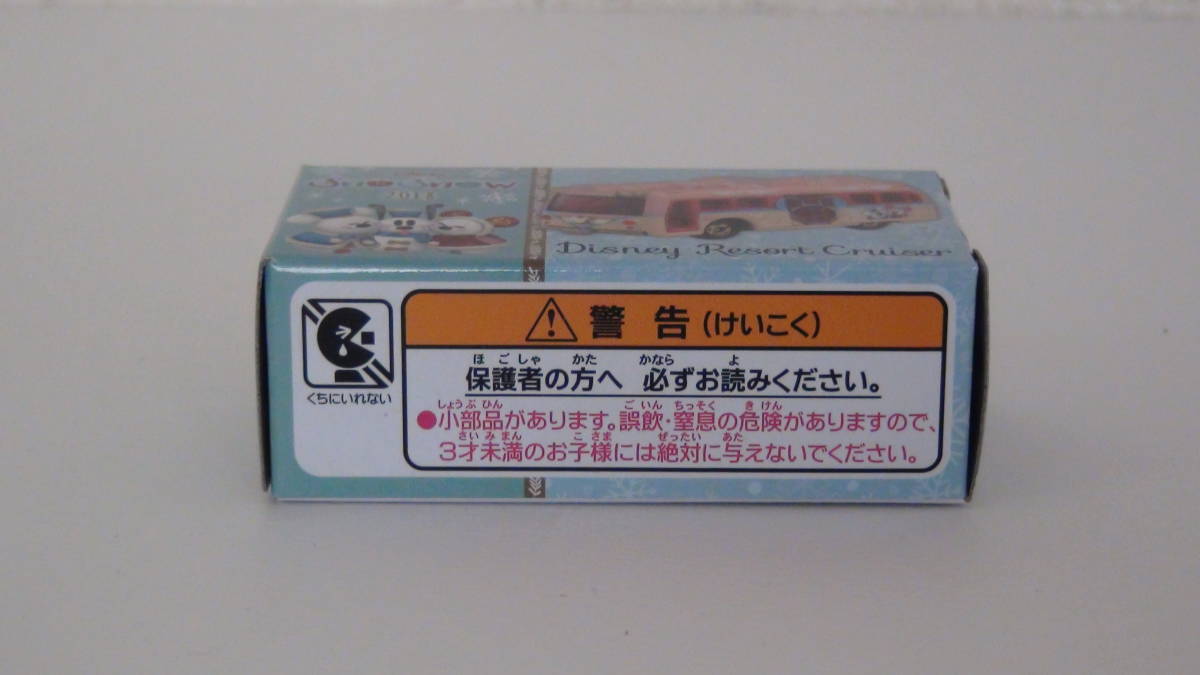 Snow Snow
2018
Disney Resort Cruiser
警告(けいこく)
くちにいれない
ほごしゃ かた かなら よ
保護者の方へ 必ずお読みください。
しょうぶひん ごいん ちっそく きけん
●小部品があります。誤飲・窒息の危険がありますので、
さいみまん こさま ぜったい あた
3才未満のお子様には絶対に与えないでください。